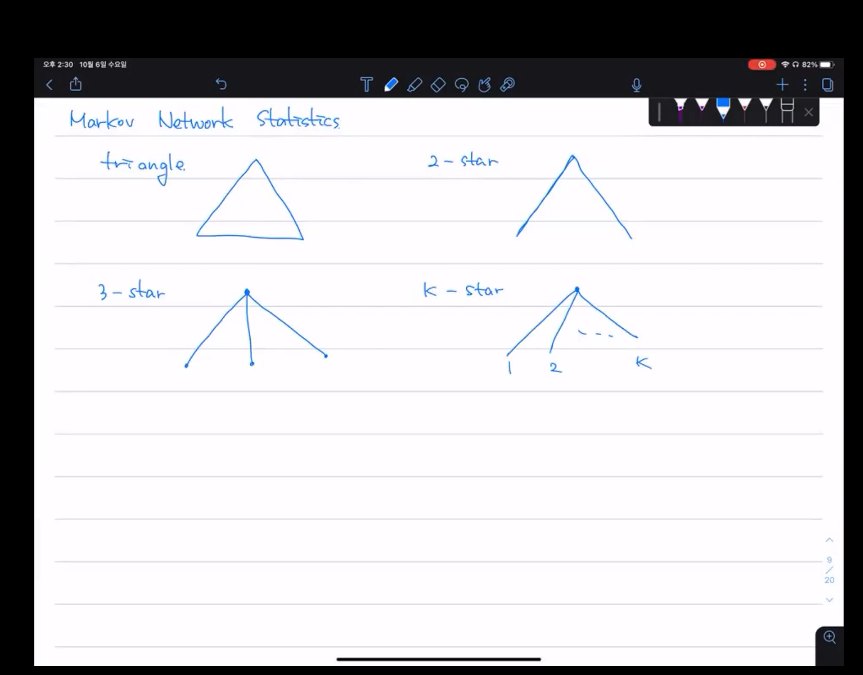 오후 2:30 10월 6일 수요일
82%
Markov Network Statistics
triangle
2-star
3-star
K-star
1 2 K
9
/
20